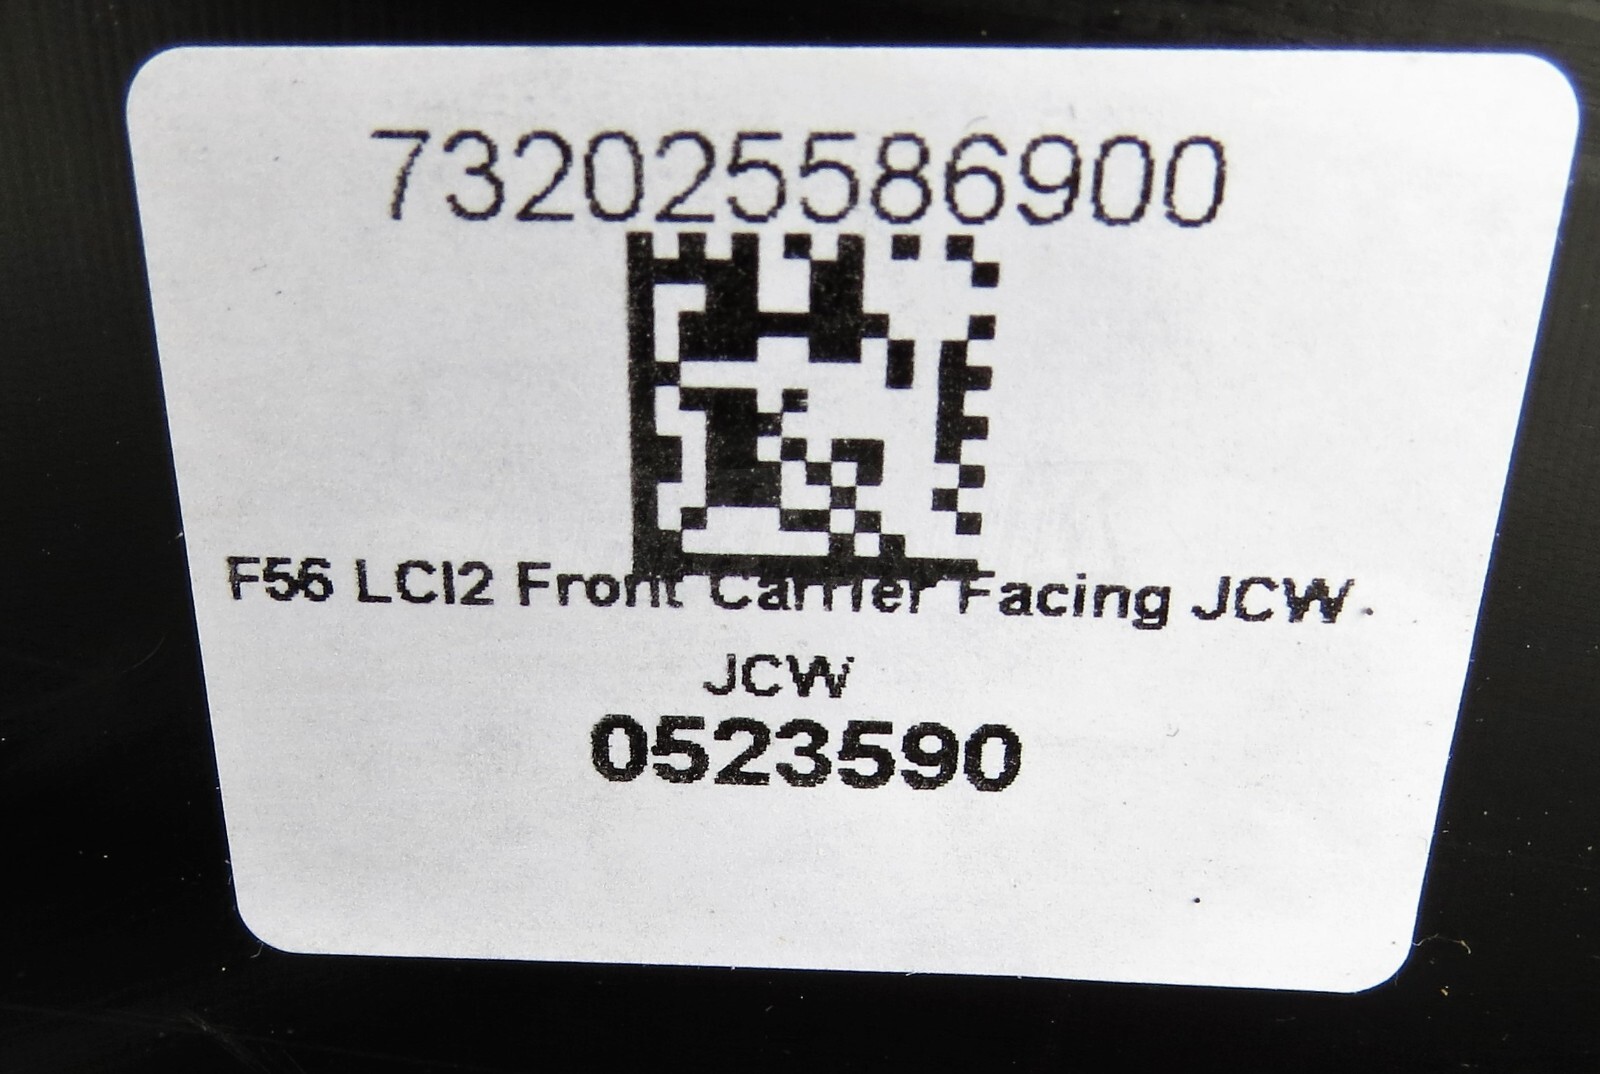 732025586900
F56 LCI2 Front Carrier Facing JCW.
JCW
0523590